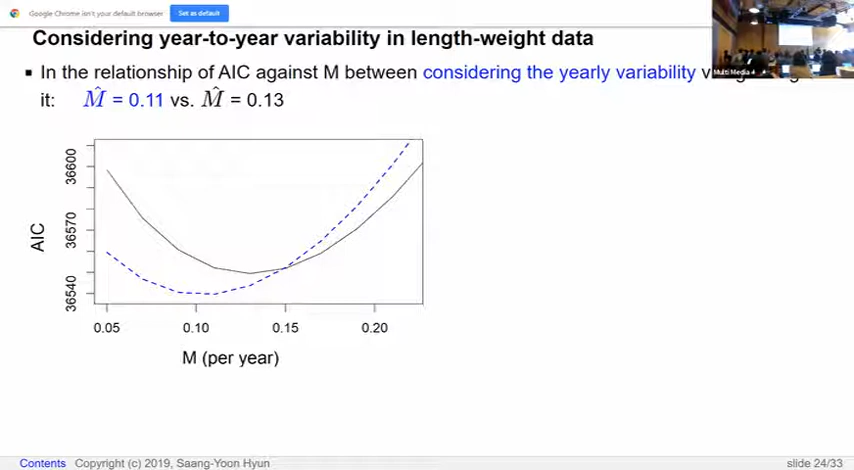 Google Chrome isn't your default browser Set as default
Considering year-to-year variability in length-weight data
▪ In the relationship of AIC against M between considering the yearly variability
it: M̂ = 0.11 vs. M̂ = 0.13
Multi Media
36600
36570
36540
AIC
0.05 0.10 0.15 0.20
M (per year)
Contents Copyright (c) 2019, Saang-Yoon Hyun slide 24/33